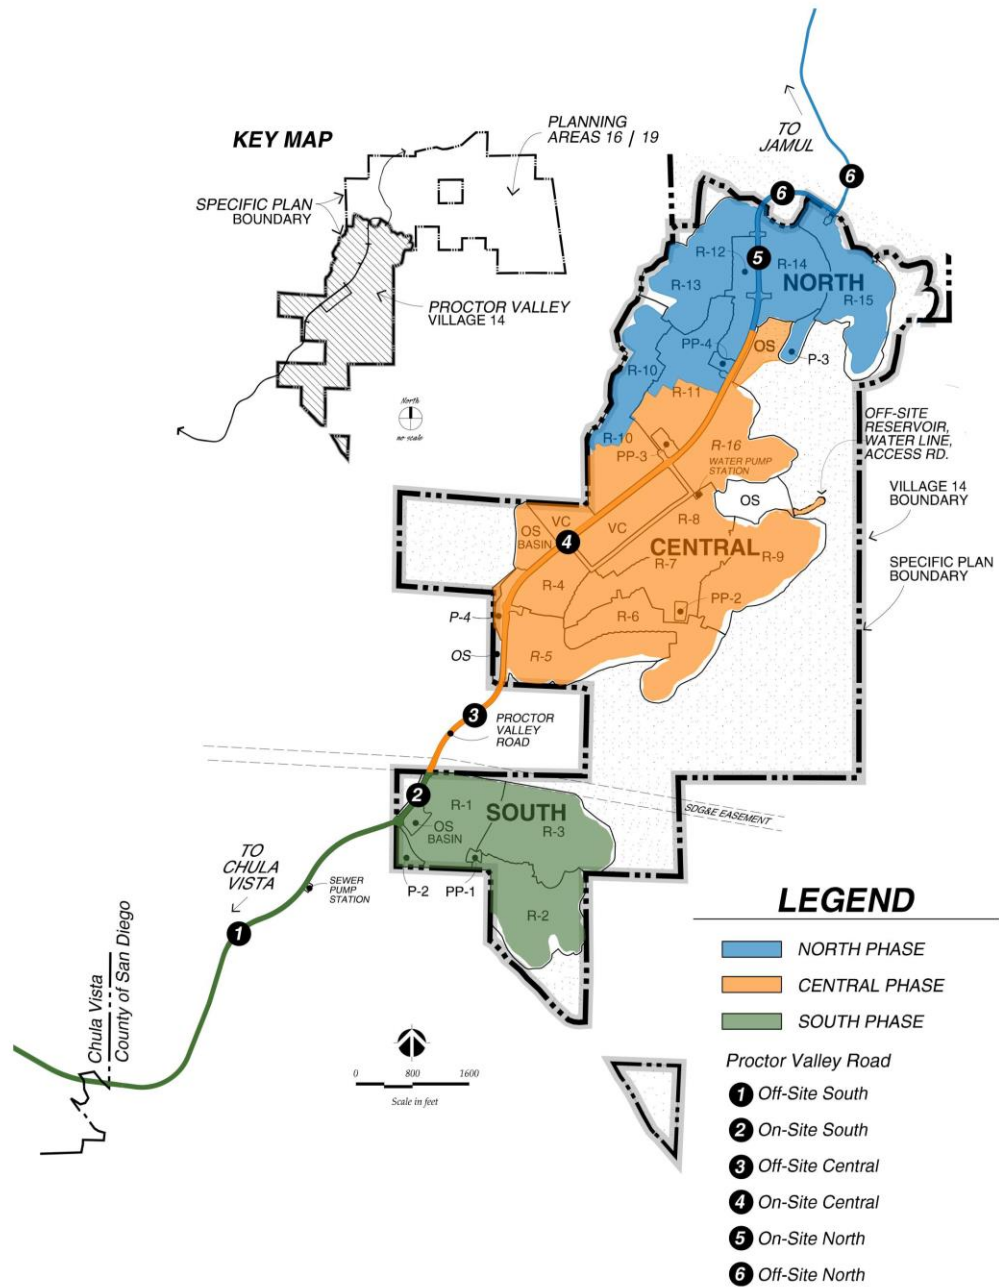 KEY MAP
PLANNING
AREAS 16 / 19
SPECIFIC PLAN
BOUNDARY
PROCTOR VALLEY
VILLAGE 14
North
no scale
TO
JAMUL
6
6
5
R-12
R-14
NORTH
R-13
R-15
PP-4
OS
P-3
R-10
R-11
R-10
PP-3
R-16
WATER PUMP
STATION
OFF-SITE
RESERVOIR,
WATER LINE,
ACCESS RD.
VILLAGE 14
BOUNDARY
SPECIFIC PLAN
BOUNDARY
OS
VC
VC
OS
BASIN
4
R-8
CENTRAL
R-7
R-9
R-4
PP-2
R-6
P-4
OS
R-5
3
PROCTOR
VALLEY
ROAD
2
R-1
SOUTH
R-3
OS
BASIN
SDG&E EASEMENT
P-2
PP-1
R-2
TO
CHULA
VISTA
SEWER
PUMP
STATION
1
Chula Vista
County of San Diego
0 800 1600
Scale in feet
LEGEND
NORTH PHASE
CENTRAL PHASE
SOUTH PHASE
Proctor Valley Road
1 Off-Site South
2 On-Site South
3 Off-Site Central
4 On-Site Central
5 On-Site North
6 Off-Site North